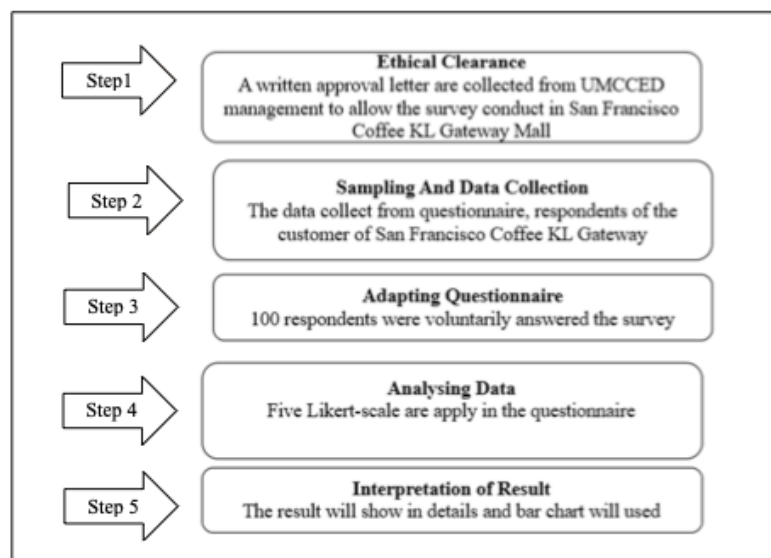 Step1
Ethical Clearance
A written approval letter are collected from UMCCED
management to allow the survey conduct in San Francisco
Coffee KL Gateway Mall
Step 2
Sampling And Data Collection
The data collect from questionnaire, respondents of the
customer of San Francisco Coffee KL Gateway
Step 3
Adapting Questionnaire
100 respondents were voluntarily answered the survey
Step 4
Analysing Data
Five Likert-scale are apply in the questionnaire
Step 5
Interpretation of Result
The result will show in details and bar chart will used